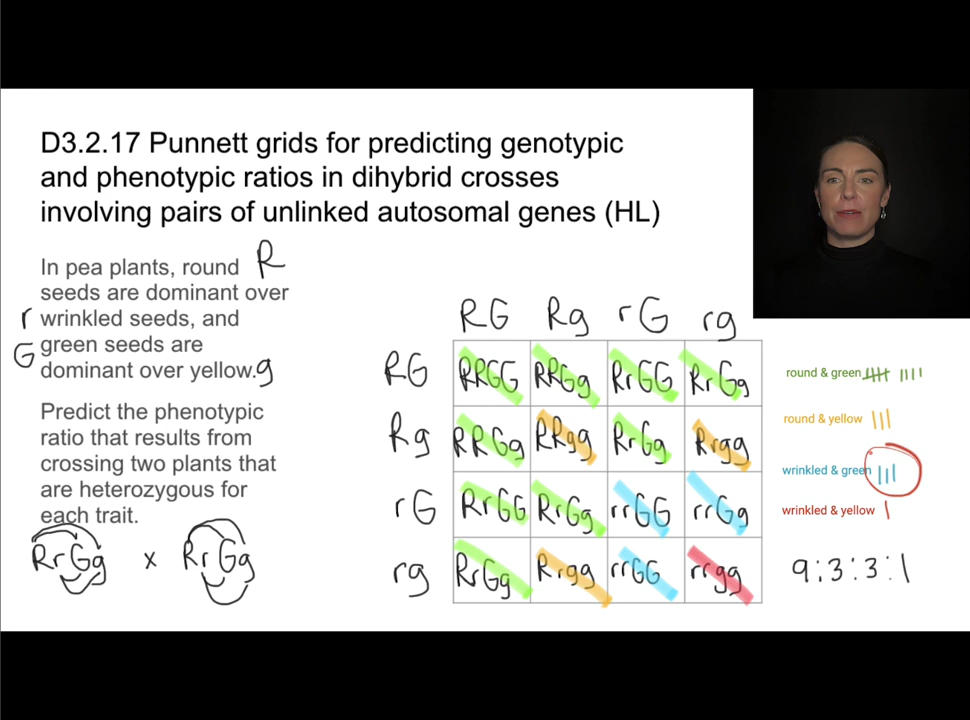 D3.2.17 Punnett grids for predicting genotypic
and phenotypic ratios in dihybrid crosses
involving pairs of unlinked autosomal genes (HL)
In pea plants, round R
seeds are dominant over
r wrinkled seeds, and
G green seeds are
dominant over yellow. g
Predict the phenotypic
ratio that results from
crossing two plants that
are heterozygous for
each trait.
RrGg x RrGg
RG Rg rG rg
RG RRGG RRGg RrGG RrGg
Rg RRGg RRgg RrGg Rrgg
rG RrGG RrGg rrGG rrGg
rg RrGg Rrgg rrGG rrgg
round & green
round & yellow
wrinkled & green
wrinkled & yellow
9:3:3:1